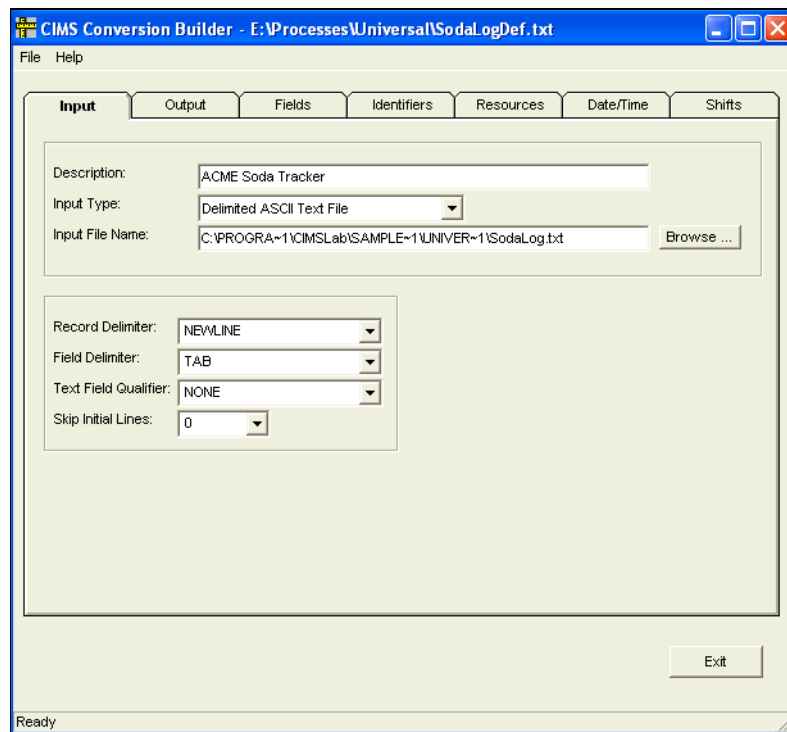 CIMS Conversion Builder - E:\Processes\Universal\SodaLogDef.txt
File Help
Input Output Fields Identifiers Resources Date/Time Shifts
Description: ACME Soda Tracker
Input Type: Delimited ASCII Text File
Input File Name: C:\PROGRA~1\CIMSLab\SAMPLE~1\UNIVER~1\SodaLog.txt Browse ...
Record Delimiter: NEWLINE
Field Delimiter: TAB
Text Field Qualifier: NONE
Skip Initial Lines: 0
Exit
Ready